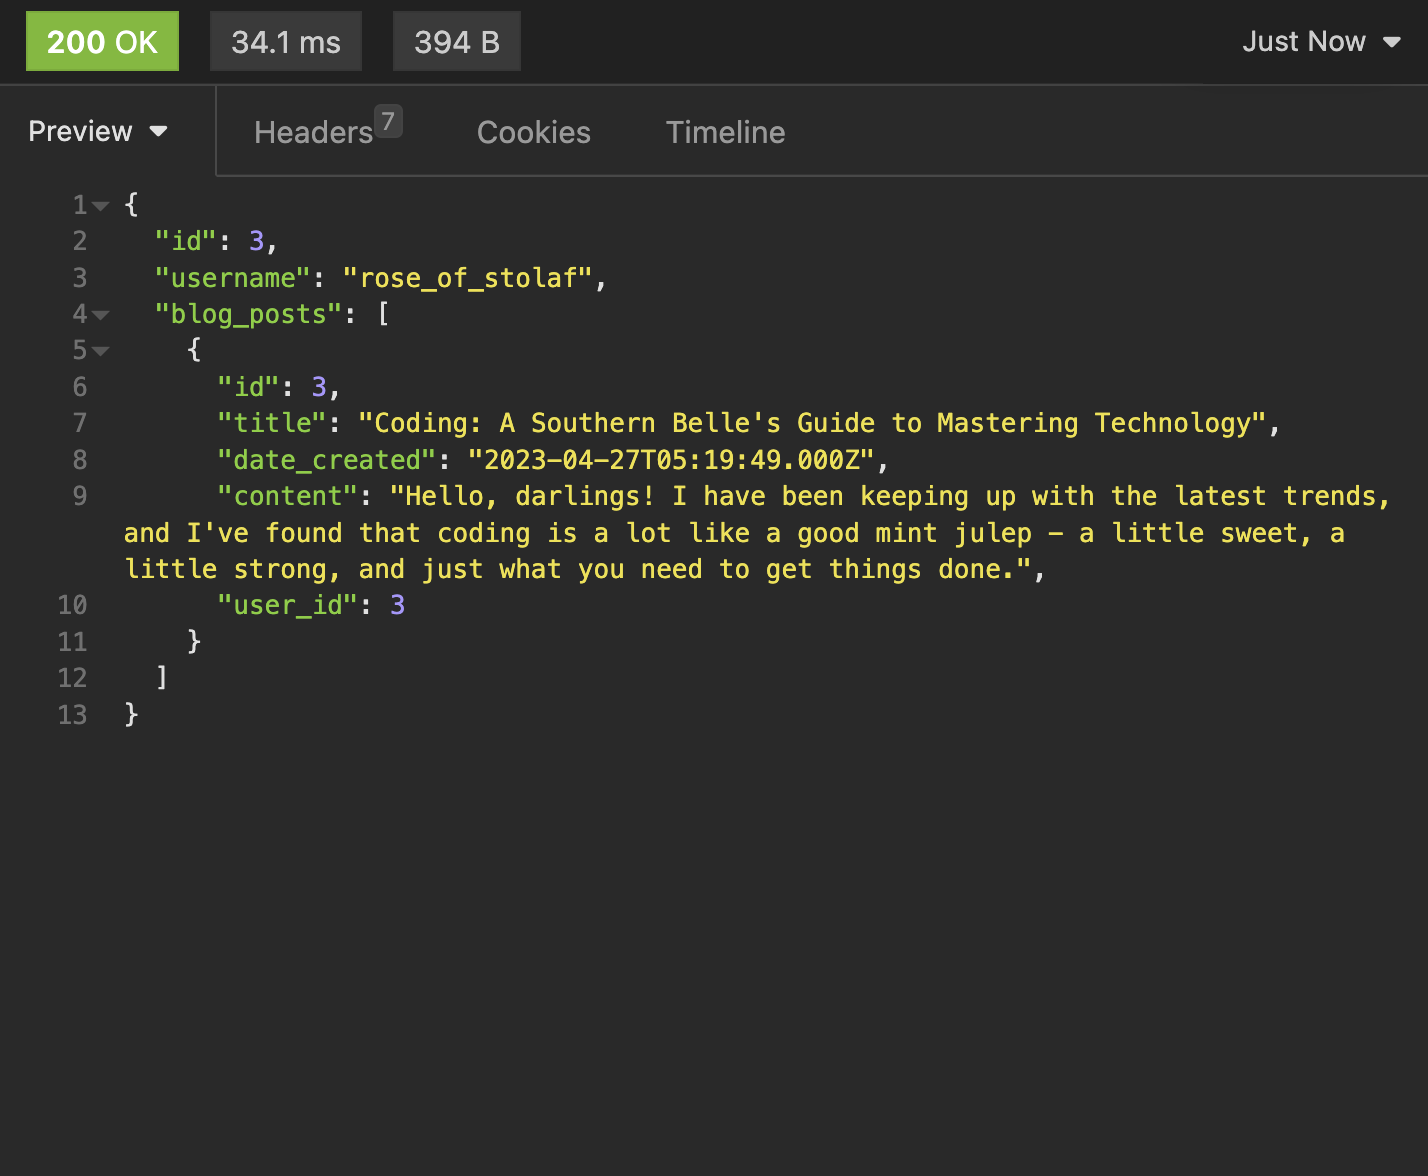 200 OK 34.1 ms 394 B Just Now
Preview Headers 7 Cookies Timeline
1 {
2 "id": 3,
3 "username": "rose_of_stolaf",
4 "blog_posts": [
5 {
6 "id": 3,
7 "title": "Coding: A Southern Belle's Guide to Mastering Technology",
8 "date_created": "2023-04-27T05:19:49.000Z",
9 "content": "Hello, darlings! I have been keeping up with the latest trends,
and I've found that coding is a lot like a good mint julep – a little sweet, a
little strong, and just what you need to get things done.",
10 "user_id": 3
11 }
12 ]
13 }